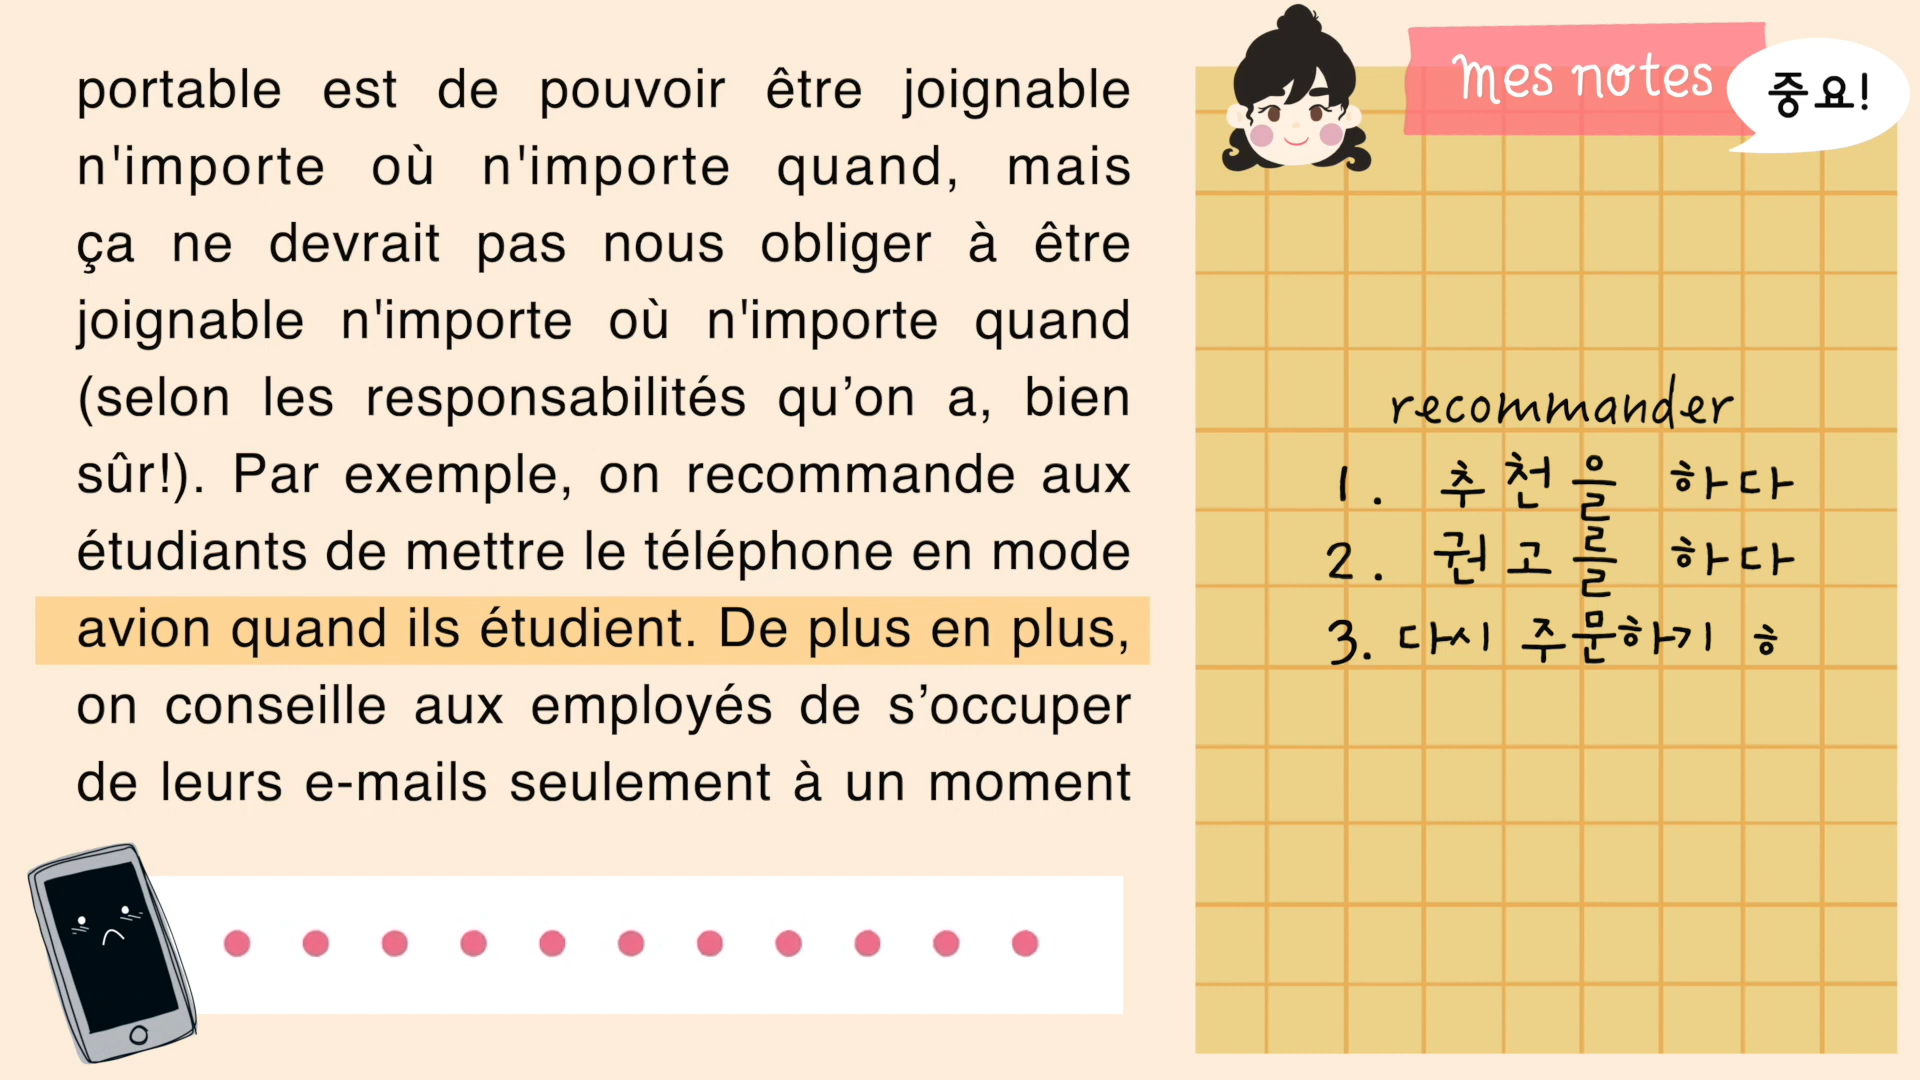 portable est de pouvoir être joignable
n'importe où n'importe quand, mais
ça ne devrait pas nous obliger à être
joignable n'importe où n'importe quand
(selon les responsabilités qu’on a, bien
sûr!). Par exemple, on recommande aux
étudiants de mettre le téléphone en mode
avion quand ils étudient. De plus en plus,
on conseille aux employés de s’occuper
de leurs e-mails seulement à un moment
mes notes
중요!
recommander
1. 추천을 하다
2. 권고를 하다
3. 다시 주문하기 ㅎ